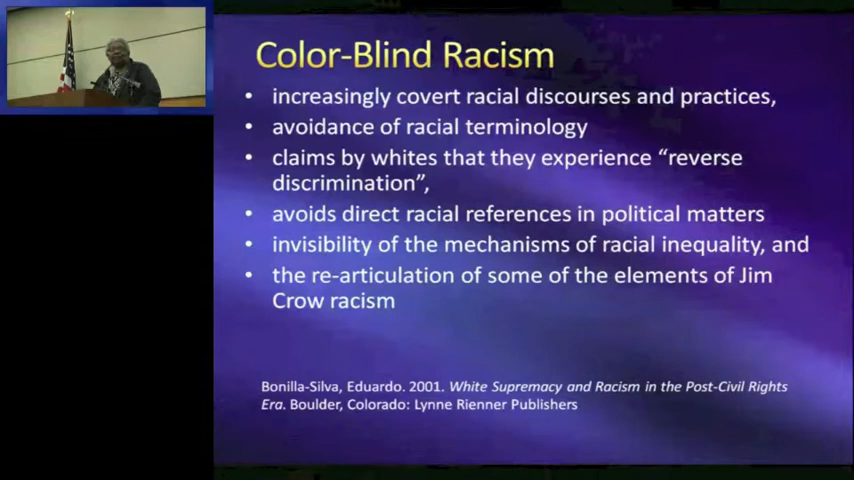 Color-Blind Racism
• increasingly covert racial discourses and practices,
• avoidance of racial terminology
• claims by whites that they experience “reverse
discrimination”,
• avoids direct racial references in political matters
• invisibility of the mechanisms of racial inequality, and
• the re-articulation of some of the elements of Jim
Crow racism
Bonilla-Silva, Eduardo. 2001. White Supremacy and Racism in the Post-Civil Rights
Era. Boulder, Colorado: Lynne Rienner Publishers